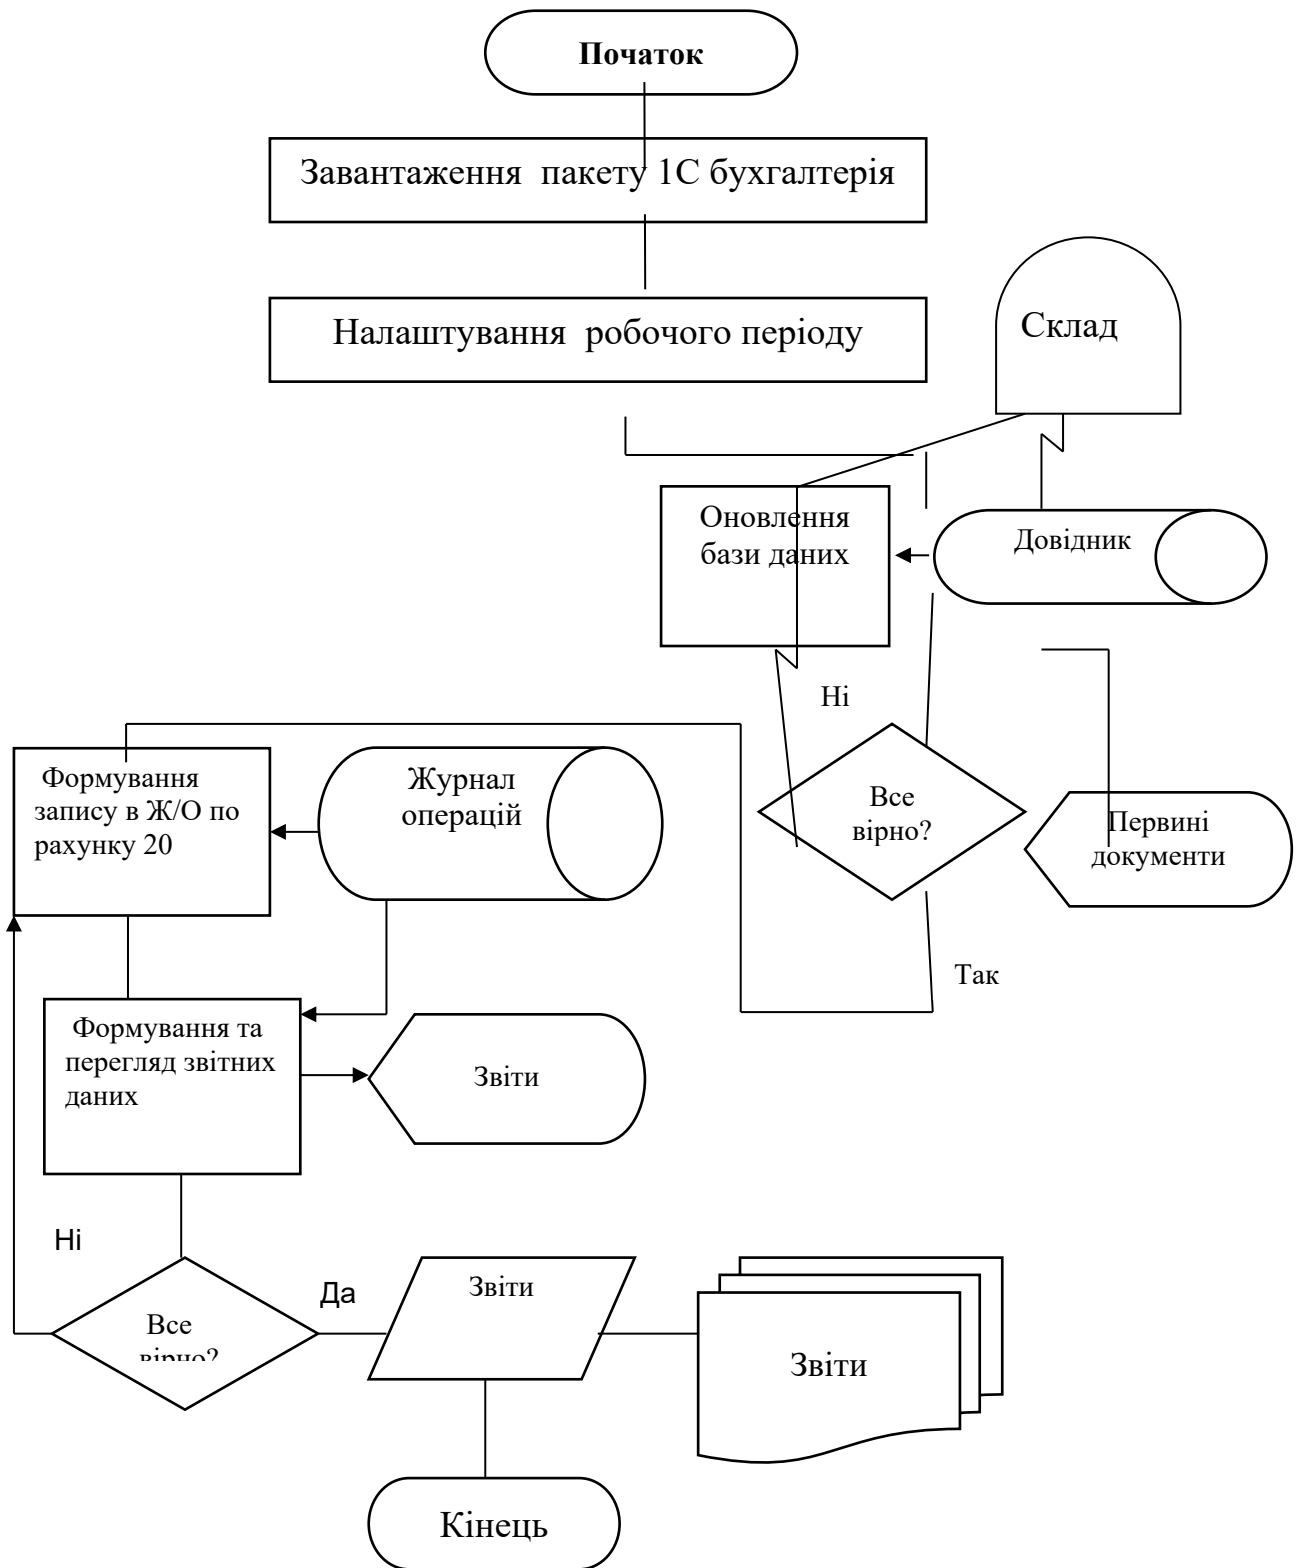 Початок
Завантаження пакету 1С бухгалтерія
Налаштування робочого періоду
Склад
Оновлення
бази даних
Довідник
Ні
Все
вірно?
Первині
документи
Так
Формування
запису в Ж/О по
рахунку 20
Журнал
операцій
Формування та
перегляд звітних
даних
Звіти
Ні
Все
вірно?
Да
Звіти
Звіти
Кінець